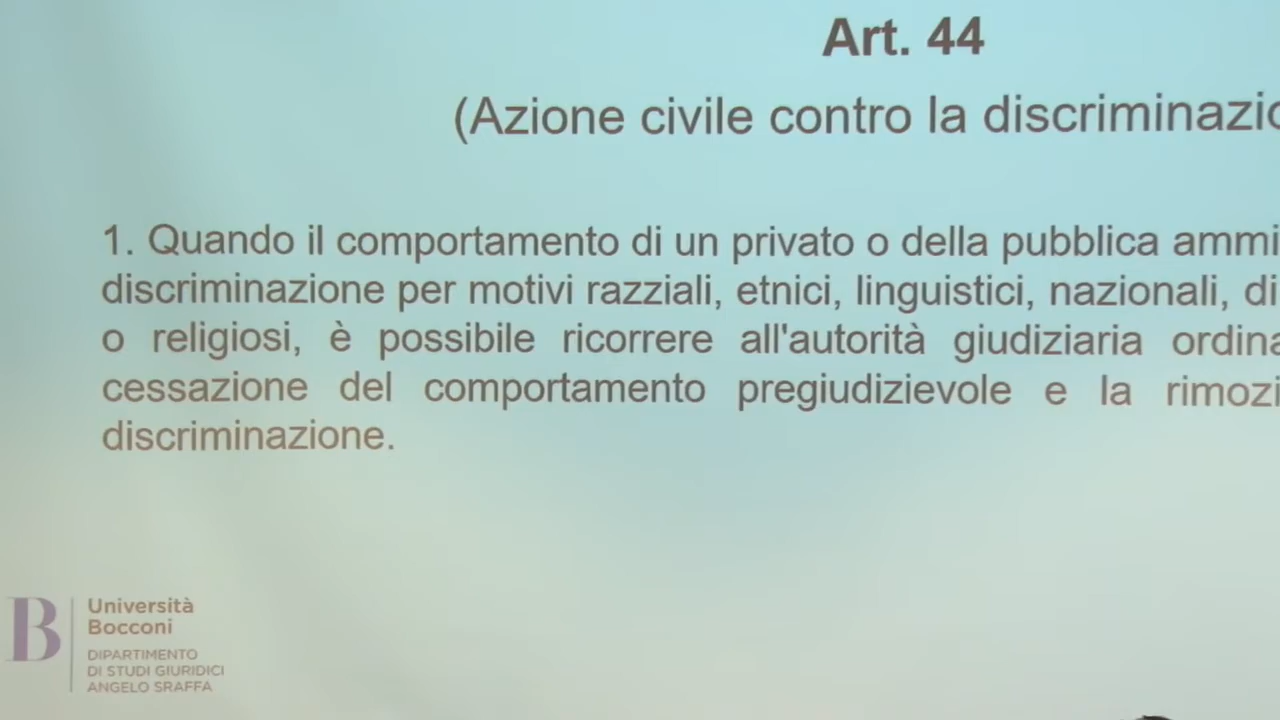 Art. 44
(Azione civile contro la discriminazio
1. Quando il comportamento di un privato o della pubblica ammi
discriminazione per motivi razziali, etnici, linguistici, nazionali, di
o religiosi, è possibile ricorrere all'autorità giudiziaria ordina
cessazione del comportamento pregiudizievole e la rimozi
discriminazione.
B
Università
Bocconi
DIPARTIMENTO
DI STUDI GIURIDICI
ANGELO SRAFFA